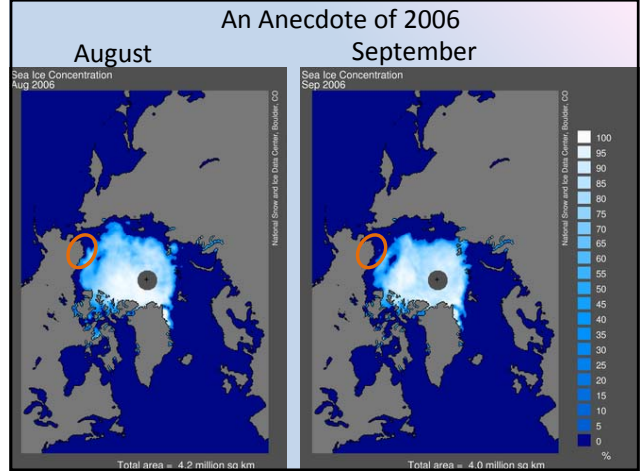 An Anecdote of 2006
August
September
Sea Ice Concentration
Aug 2006
National Snow and Ice Data Center, Boulder, CO
Total area = 4.2 million sq km
Sea Ice Concentration
Sep 2006
National Snow and Ice Data Center, Boulder, CO
Total area = 4.0 million sq km
100
95
90
85
80
75
70
65
60
55
50
45
40
35
30
25
20
15
10
5
0
%